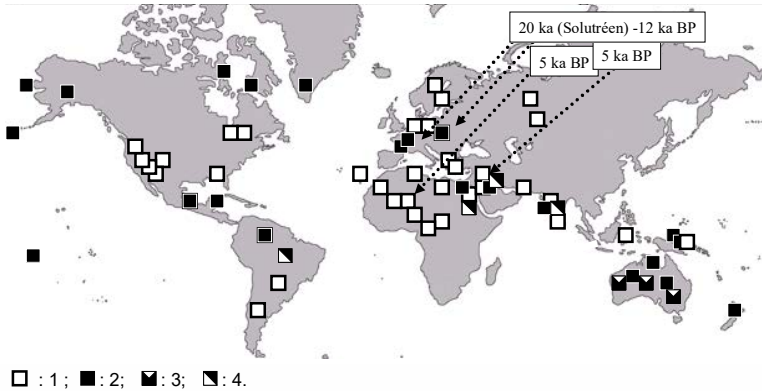 20 ka (Solutréen) -12 ka BP
5 ka BP
5 ka BP
: 1 ; : 2; : 3; : 4.